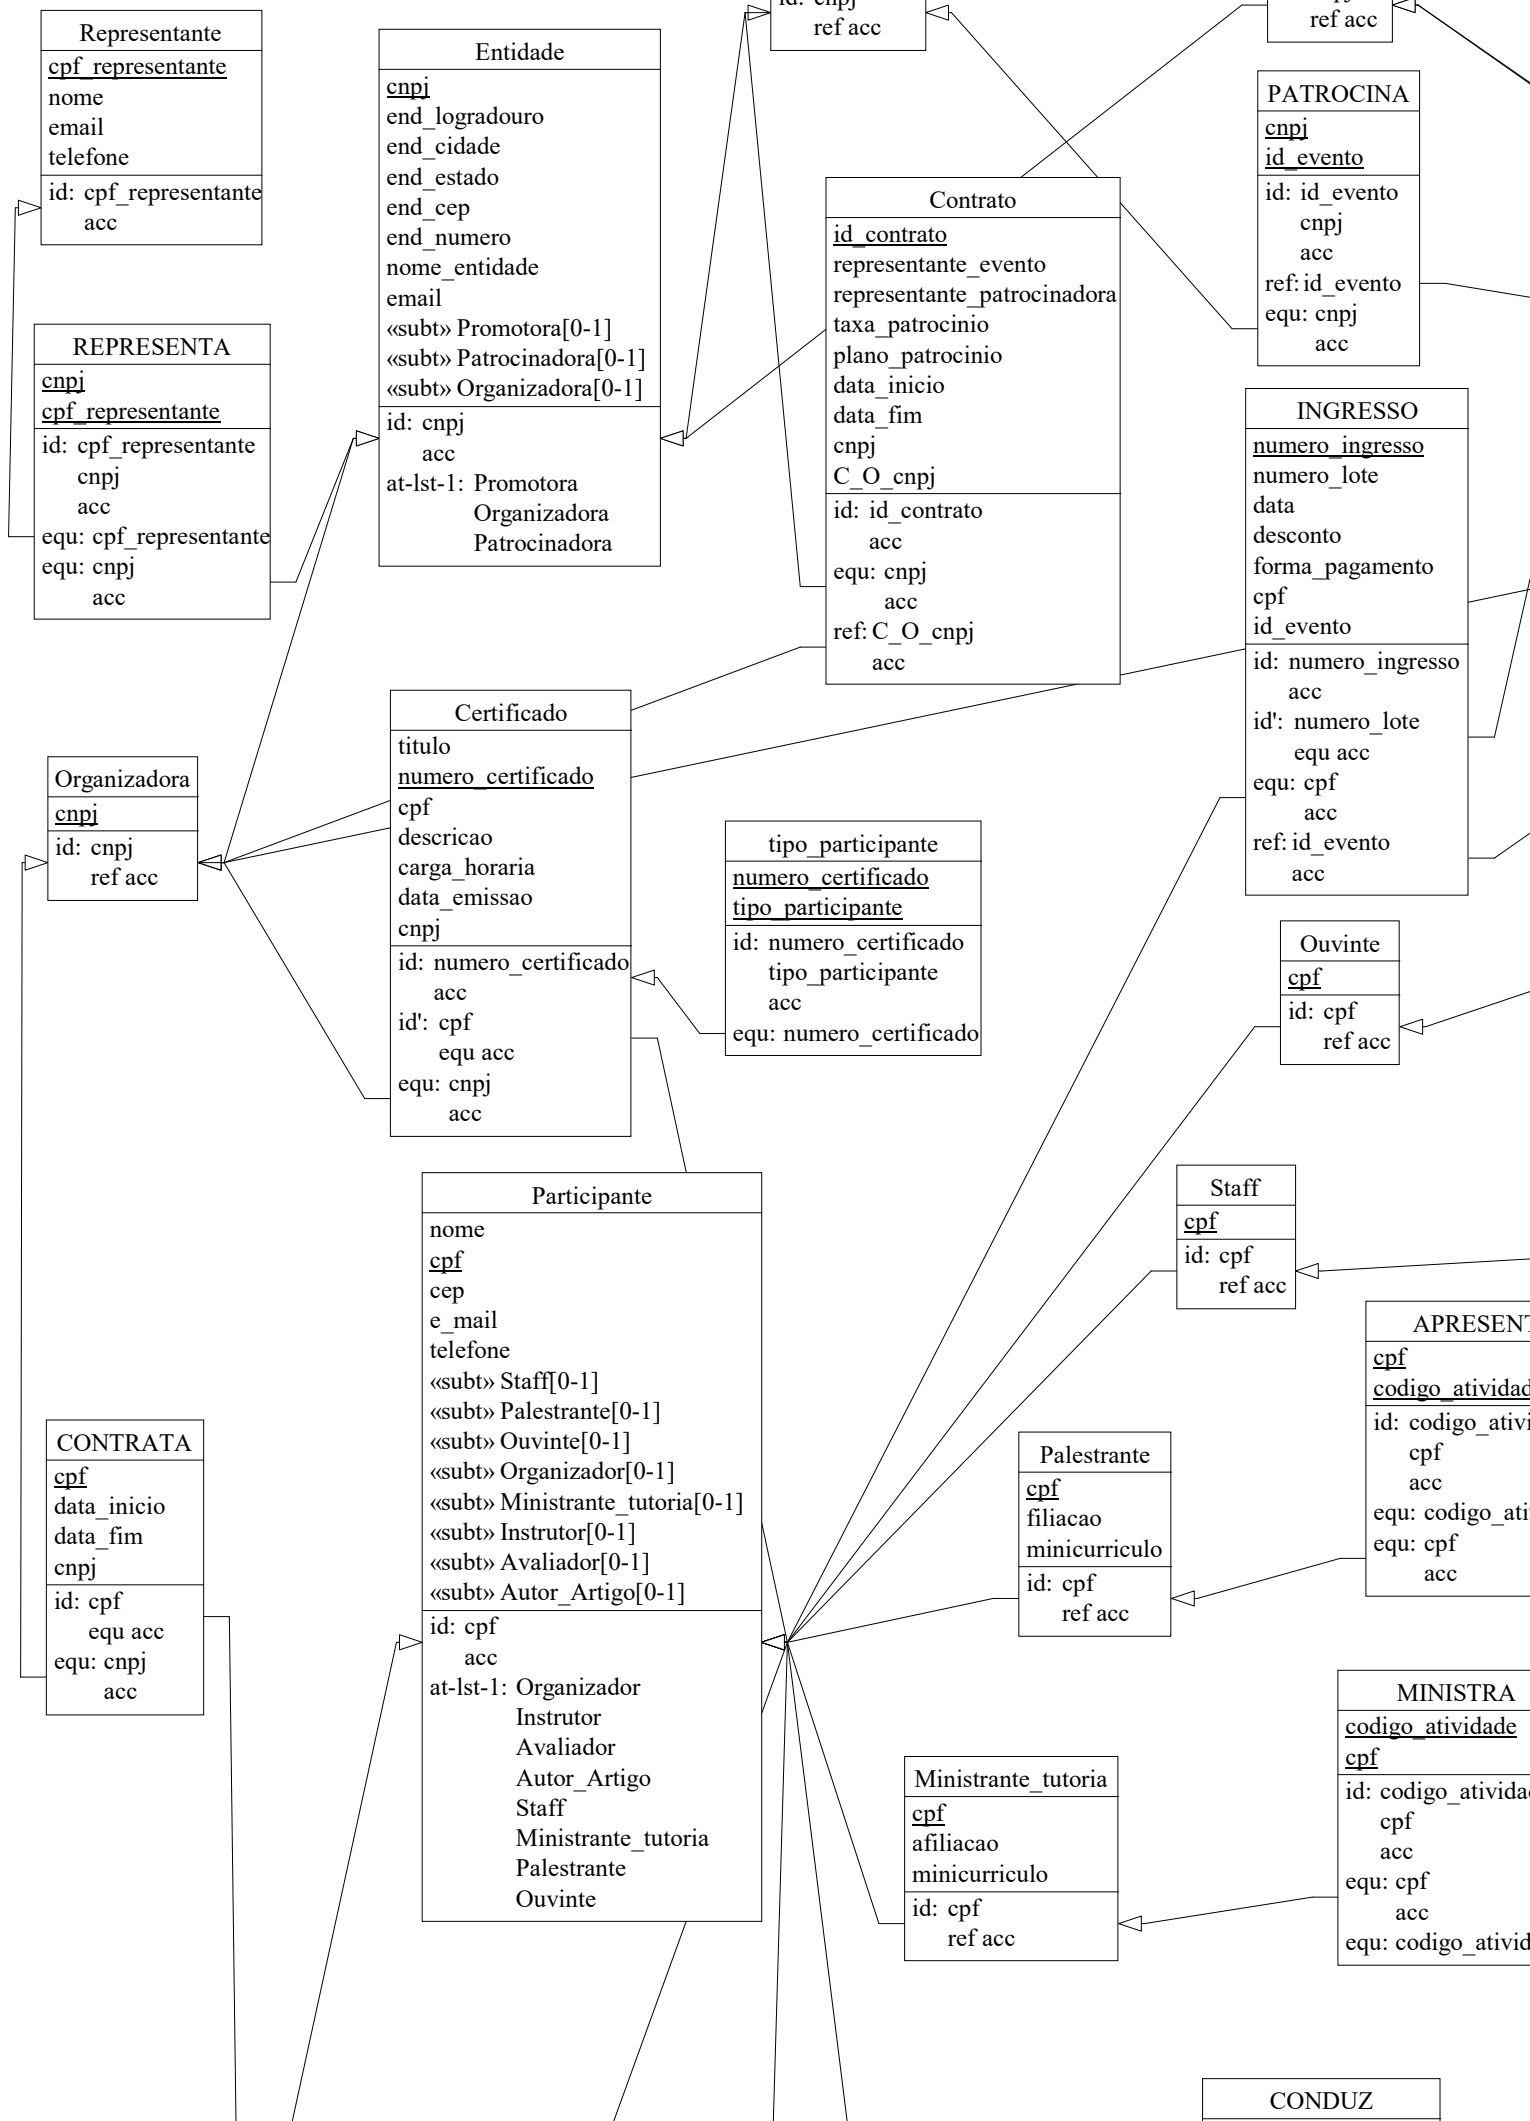 Representante
cpf_representante
nome
email
telefone
id: cpf_representante
acc
Entidade
cnpj
end_logradouro
end_cidade
end_estado
end_cep
end_numero
nome_entidade
email
«subt» Promotora[0-1]
«subt» Patrocinadora[0-1]
«subt» Organizadora[0-1]
id: cnpj
acc
at-lst-1: Promotora
Organizadora
Patrocinadora
id: cnpj
ref acc
ref acc
PATROCINA
cnpj
id_evento
id: id_evento
cnpj
acc
ref: id_evento
equ: cnpj
acc
Contrato
id_contrato
representante_evento
representante_patrocinadora
taxa_patrocinio
plano_patrocinio
data_inicio
data_fim
cnpj
C_O_cnpj
id: id_contrato
acc
equ: cnpj
acc
ref: C_O_cnpj
acc
REPRESENTA
cnpj
cpf_representante
id: cpf_representante
cnpj
acc
equ: cpf_representante
equ: cnpj
acc
INGRESSO
numero_ingresso
numero_lote
data
desconto
forma_pagamento
cpf
id_evento
id: numero_ingresso
acc
id': numero_lote
equ acc
equ: cpf
acc
ref: id_evento
acc
Organizadora
cnpj
id: cnpj
ref acc
Certificado
titulo
numero_certificado
cpf
descricao
carga_horaria
data_emissao
cnpj
id: numero_certificado
acc
id': cpf
equ acc
equ: cnpj
acc
tipo_participante
numero_certificado
tipo_participante
id: numero_certificado
tipo_participante
acc
equ: numero_certificado
Ouvinte
cpf
id: cpf
ref acc
Participante
nome
cpf
cep
e_mail
telefone
«subt» Staff[0-1]
«subt» Palestrante[0-1]
«subt» Ouvinte[0-1]
«subt» Organizador[0-1]
«subt» Ministrante_tutoria[0-1]
«subt» Instrutor[0-1]
«subt» Avaliador[0-1]
«subt» Autor_Artigo[0-1]
id: cpf
acc
at-lst-1: Organizador
Instrutor
Avaliador
Autor_Artigo
Staff
Ministrante_tutoria
Palestrante
Ouvinte
Staff
cpf
id: cpf
ref acc
APRESENT
cpf
codigo_atividad
id: codigo_ativi
cpf
acc
equ: codigo_ati
equ: cpf
acc
CONTRATA
cpf
data_inicio
data_fim
cnpj
id: cpf
equ acc
equ: cnpj
acc
Palestrante
cpf
filiacao
minicurriculo
id: cpf
ref acc
MINISTRA
codigo_atividade
cpf
id: codigo_atividad
cpf
acc
equ: cpf
acc
equ: codigo_ativid
Ministrante_tutoria
cpf
afiliacao
minicurriculo
id: cpf
ref acc
CONDUZ